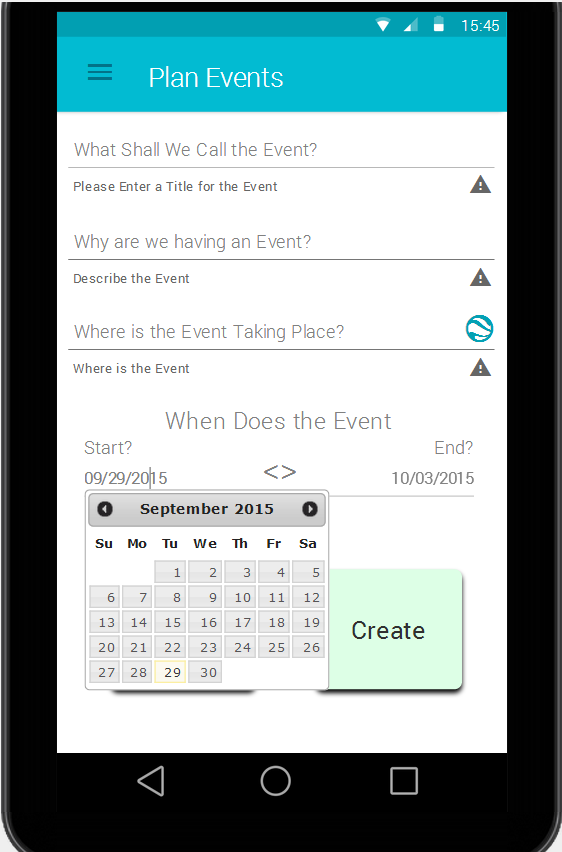 15:45
Plan Events
What Shall We Call the Event?
Please Enter a Title for the Event
Why are we having an Event?
Describe the Event
Where is the Event Taking Place?
Where is the Event
When Does the Event
Start? End?
09/29/2015 <> 10/03/2015
September 2015
Su Mo Tu We Th Fr Sa
1 2 3 4 5
6 7 8 9 10 11 12
13 14 15 16 17 18 19
20 21 22 23 24 25 26
27 28 29 30
Create